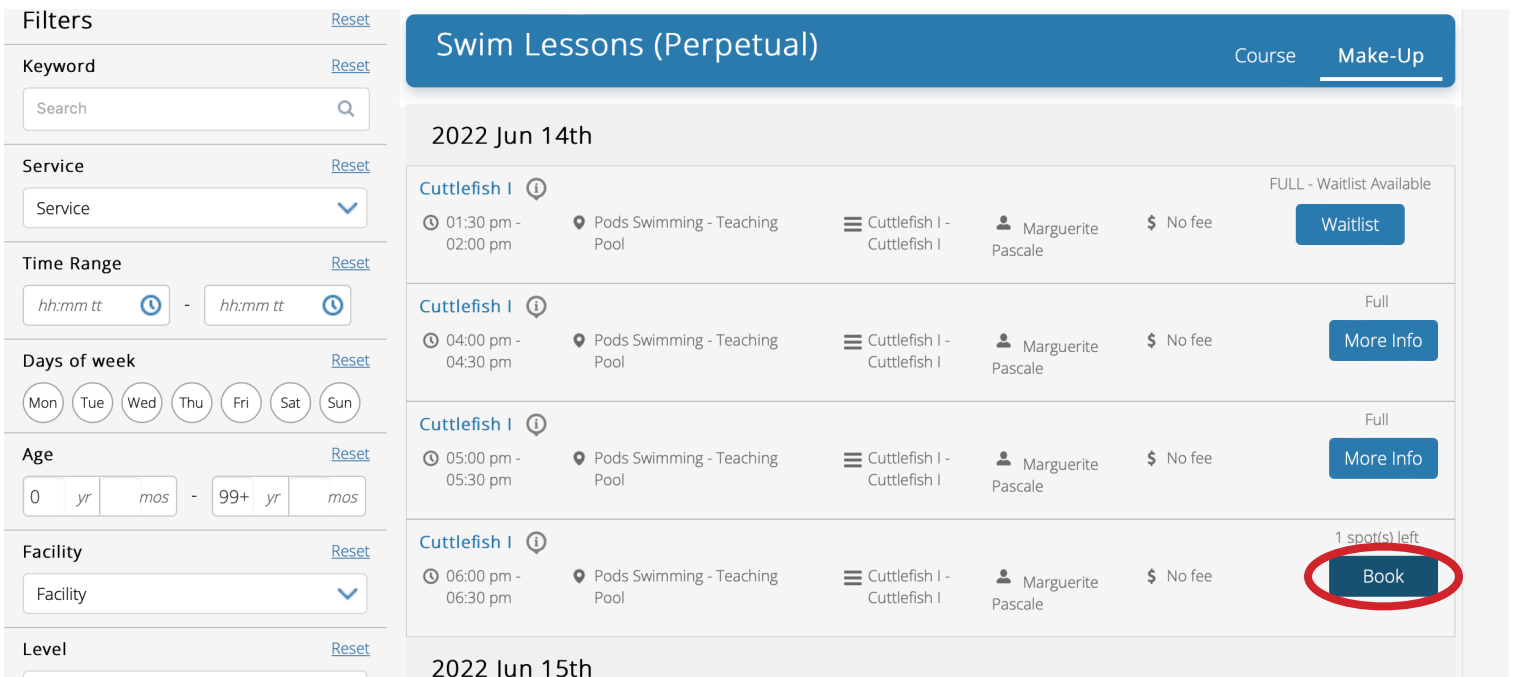 Filters Reset
Keyword Reset
Search
Service Reset
Service
Time Range Reset
hh:mm tt - hh:mm tt
Days of week Reset
Mon Tue Wed Thu Fri Sat Sun
Age Reset
0 yr mos - 99+ yr mos
Facility Reset
Facility
Level Reset
Swim Lessons (Perpetual)
Course Make-Up
2022 Jun 14th
Cuttlefish I
FULL - Waitlist Available
01:30 pm -
02:00 pm
Pods Swimming - Teaching
Pool
Cuttlefish I -
Cuttlefish I
Marguerite
Pascale
$ No fee
Waitlist
Cuttlefish I
Full
04:00 pm -
04:30 pm
Pods Swimming - Teaching
Pool
Cuttlefish I -
Cuttlefish I
Marguerite
Pascale
$ No fee
More Info
Cuttlefish I
Full
05:00 pm -
05:30 pm
Pods Swimming - Teaching
Pool
Cuttlefish I -
Cuttlefish I
Marguerite
Pascale
$ No fee
More Info
Cuttlefish I
1 spot(s) left
06:00 pm -
06:30 pm
Pods Swimming - Teaching
Pool
Cuttlefish I -
Cuttlefish I
Marguerite
Pascale
$ No fee
Book
2022 Jun 15th